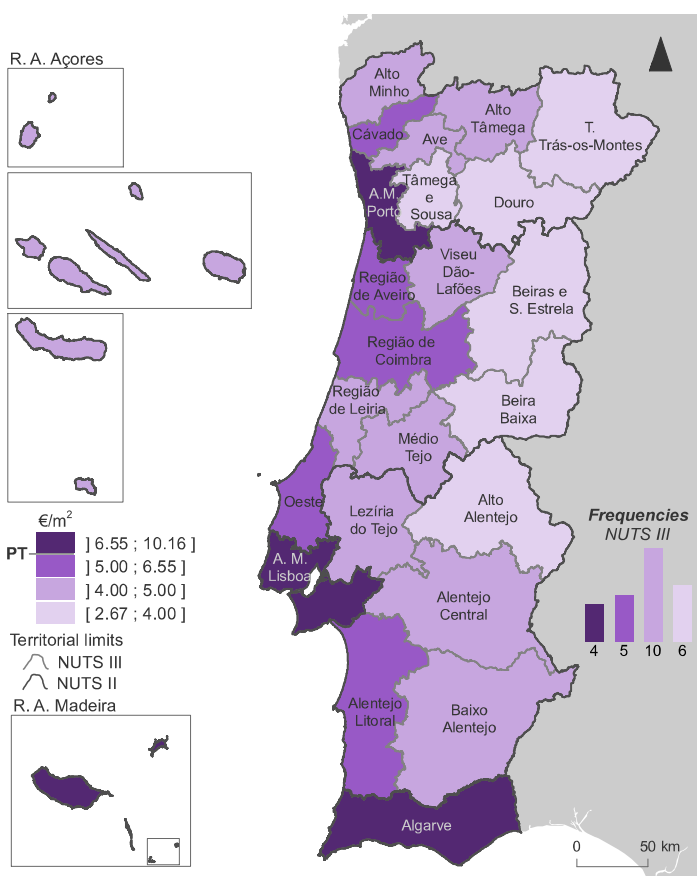 R. A. Açores
Alto
Minho
Cávado
Ave
Alto
Tâmega
T.
Trás-os-Montes
A.M.
Porto
Tâmega
e
Sousa
Douro
Região
de Aveiro
Viseu
Dão-
Lafões
Beiras e
S. Estrela
Região de
Coimbra
Região
de Leiria
Beira
Baixa
Médio
Tejo
Oeste
Lezíria
do Tejo
Alto
Alentejo
A. M.
Lisboa
Alentejo
Central
Alentejo
Litoral
Baixo
Alentejo
Algarve
€/m²
PT
] 6.55 ; 10.16 ]
] 5.00 ; 6.55 ]
] 4.00 ; 5.00 ]
[ 2.67 ; 4.00 ]
Territorial limits
NUTS III
NUTS II
R. A. Madeira
Frequencies
NUTS III
4 5 10 6
0 50 km